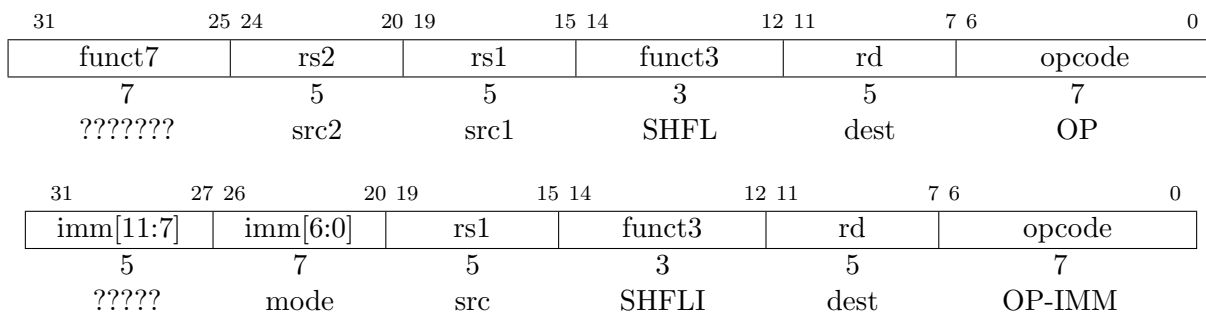 31 25 24 20 19 15 14 12 11 7 6 0
funct7 rs2 rs1 funct3 rd opcode
7 5 5 3 5 7
??????? src2 src1 SHFL dest OP
31 27 26 20 19 15 14 12 11 7 6 0
imm[11:7] imm[6:0] rs1 funct3 rd opcode
5 7 5 3 5 7
????? mode src SHFLI dest OP-IMM